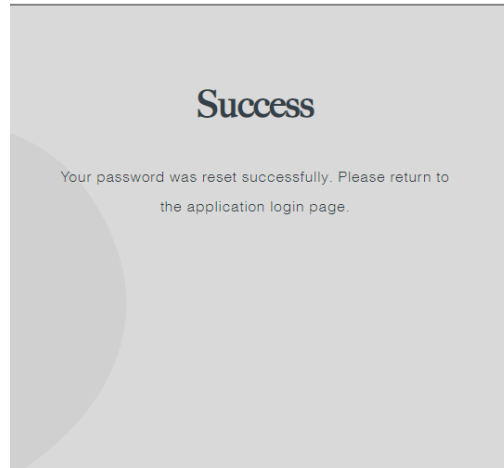 Success
Your password was reset successfully. Please return to
the application login page.